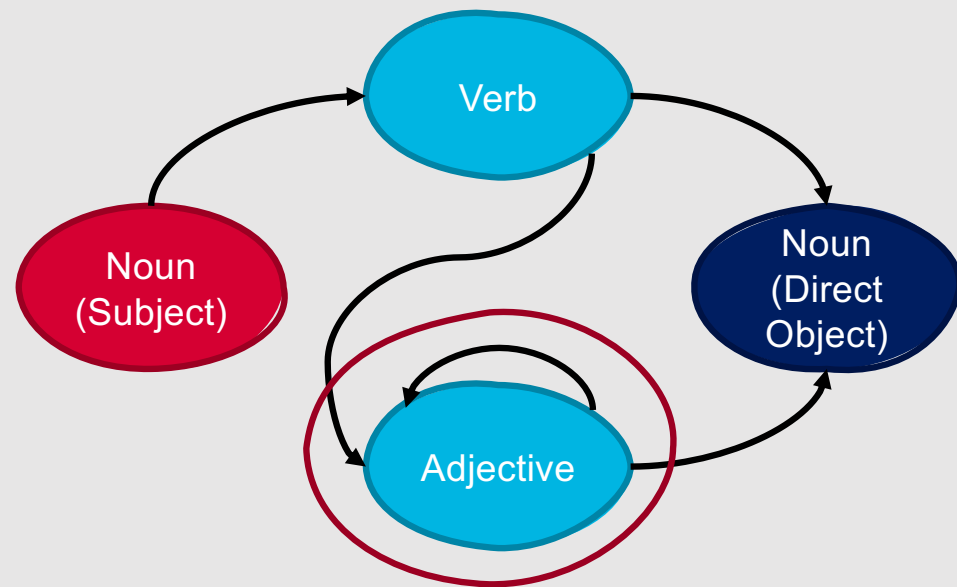 Verb
Noun
(Subject)
Noun
(Direct
Object)
Adjective